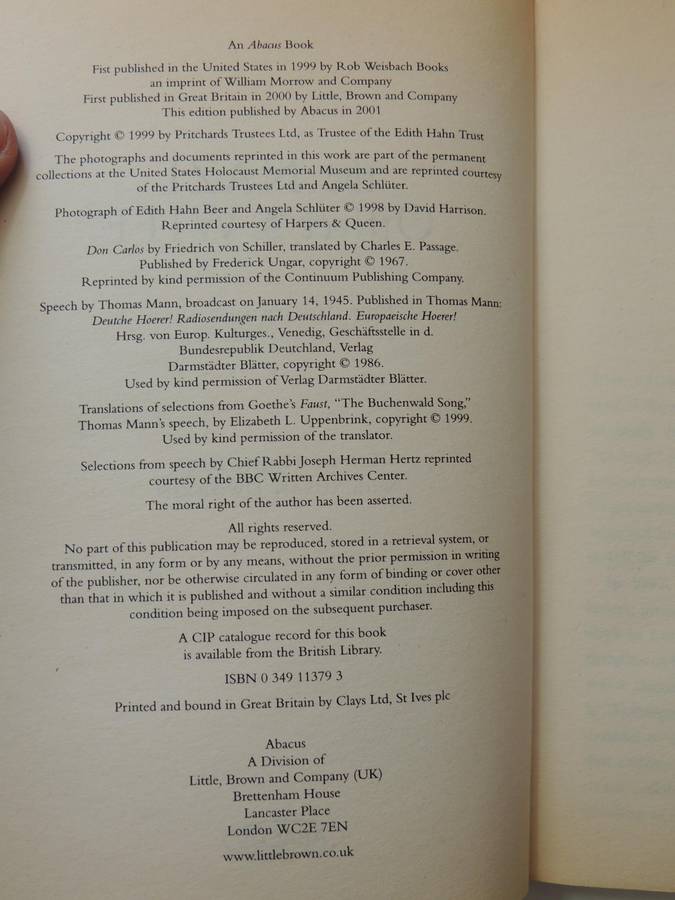 An Abacus Book
Fist published in the United States in 1999 by Rob Weisbach Books
an imprint of William Morrow and Company
First published in Great Britain in 2000 by Little, Brown and Company
This edition published by Abacus in 2001
Copyright © 1999 by Pritchards Trustees Ltd, as Trustee of the Edith Hahn Trust
The photographs and documents reprinted in this work are part of the permanent
collections at the United States Holocaust Memorial Museum and are reprinted courtesy
of the Pritchards Trustees Ltd and Angela Schlüter.
Photograph of Edith Hahn Beer and Angela Schlüter © 1998 by David Harrison.
Reprinted courtesy of Harpers & Queen.
Don Carlos by Friedrich von Schiller, translated by Charles E. Passage.
Published by Frederick Ungar, copyright © 1967.
Reprinted by kind permission of the Continuum Publishing Company.
Speech by Thomas Mann, broadcast on January 14, 1945. Published in Thomas Mann:
Deutche Hoerer! Radiosendungen nach Deutschland. Europaeische Hoerer!
Hrsg. von Europ. Kulturges., Venedig, Geschäftsstelle in d.
Bundesrepublik Deutchland, Verlag
Darmstädter Blätter, copyright © 1986.
Used by kind permission of Verlag Darmstädter Blätter.
Translations of selections from Goethe's Faust, "The Buchenwald Song,"
Thomas Mann's speech, by Elizabeth L. Uppenbrink, copyright © 1999.
Used by kind permission of the translator.
Selections from speech by Chief Rabbi Joseph Herman Hertz reprinted
courtesy of the BBC Written Archives Center.
The moral right of the author has been asserted.
All rights reserved.
No part of this publication may be reproduced, stored in a retrieval system, or
transmitted, in any form or by any means, without the prior permission in writing
of the publisher, nor be otherwise circulated in any form of binding or cover other
than that in which it is published and without a similar condition including this
condition being imposed on the subsequent purchaser.
A CIP catalogue record for this book
is available from the British Library.
ISBN 0 349 11379 3
Printed and bound in Great Britain by Clays Ltd, St Ives plc
Abacus
A Division of
Little, Brown and Company (UK)
Brettenham House
Lancaster Place
London WC2E 7EN
www.littlebrown.co.uk